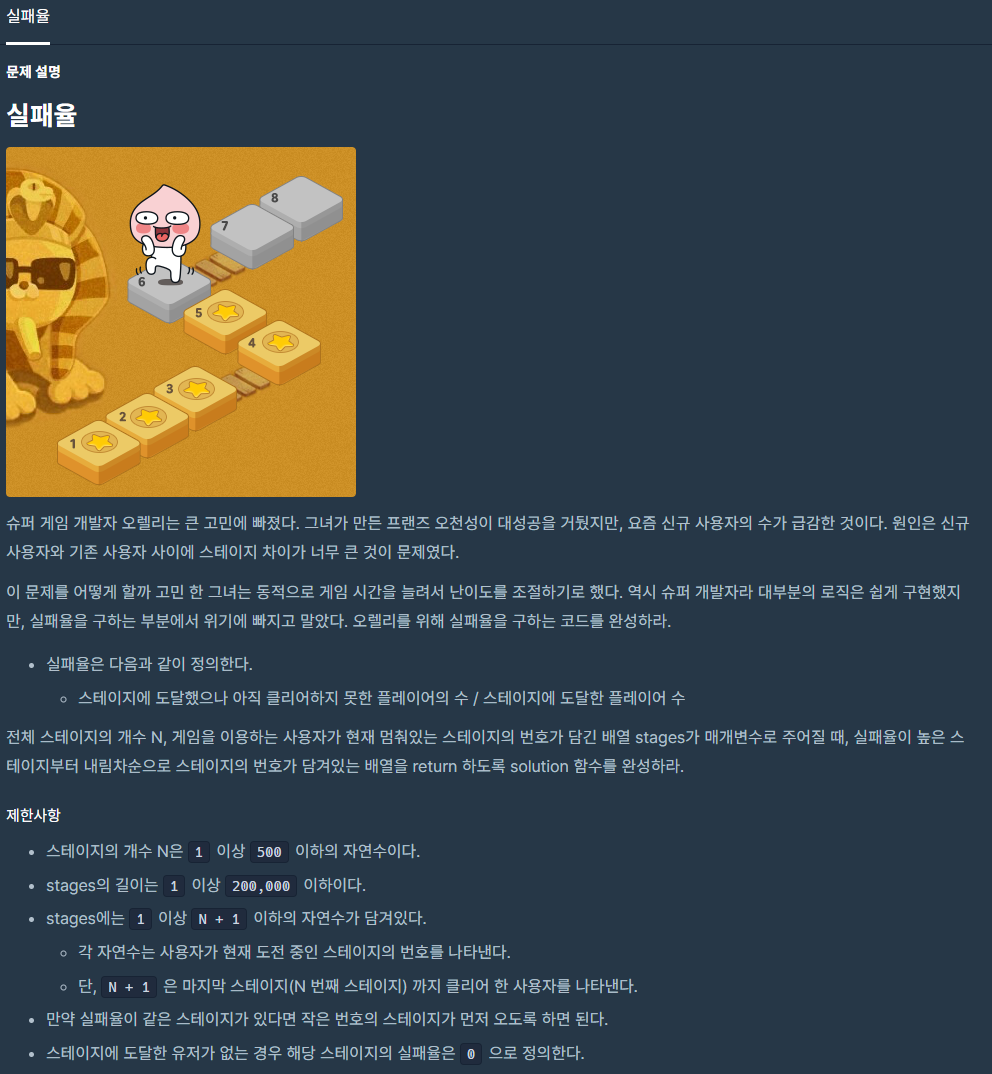 실패율
문제 설명
실패율
8
7
6
5
4
3
2
1
슈퍼 게임 개발자 오렐리는 큰 고민에 빠졌다. 그녀가 만든 프랜즈 오천성이 대성공을 거뒀지만, 요즘 신규 사용자의 수가 급감한 것이다. 원인은 신규
사용자와 기존 사용자 사이에 스테이지 차이가 너무 큰 것이 문제였다.
이 문제를 어떻게 할까 고민 한 그녀는 동적으로 게임 시간을 늘려서 난이도를 조절하기로 했다. 역시 슈퍼 개발자라 대부분의 로직은 쉽게 구현했지
만, 실패율을 구하는 부분에서 위기에 빠지고 말았다. 오렐리를 위해 실패율을 구하는 코드를 완성하라.
• 실패율은 다음과 같이 정의한다.
◦ 스테이지에 도달했으나 아직 클리어하지 못한 플레이어의 수 / 스테이지에 도달한 플레이어 수
전체 스테이지의 개수 N, 게임을 이용하는 사용자가 현재 멈춰있는 스테이지의 번호가 담긴 배열 stages가 매개변수로 주어질 때, 실패율이 높은 스
테이지부터 내림차순으로 스테이지의 번호가 담겨있는 배열을 return 하도록 solution 함수를 완성하라.
제한사항
• 스테이지의 개수 N은 1 이상 500 이하의 자연수이다.
• stages의 길이는 1 이상 200,000 이하이다.
• stages에는 1 이상 N + 1 이하의 자연수가 담겨있다.
◦ 각 자연수는 사용자가 현재 도전 중인 스테이지의 번호를 나타낸다.
◦ 단, N + 1 은 마지막 스테이지(N 번째 스테이지) 까지 클리어 한 사용자를 나타낸다.
• 만약 실패율이 같은 스테이지가 있다면 작은 번호의 스테이지가 먼저 오도록 하면 된다.
• 스테이지에 도달한 유저가 없는 경우 해당 스테이지의 실패율은 0 으로 정의한다.